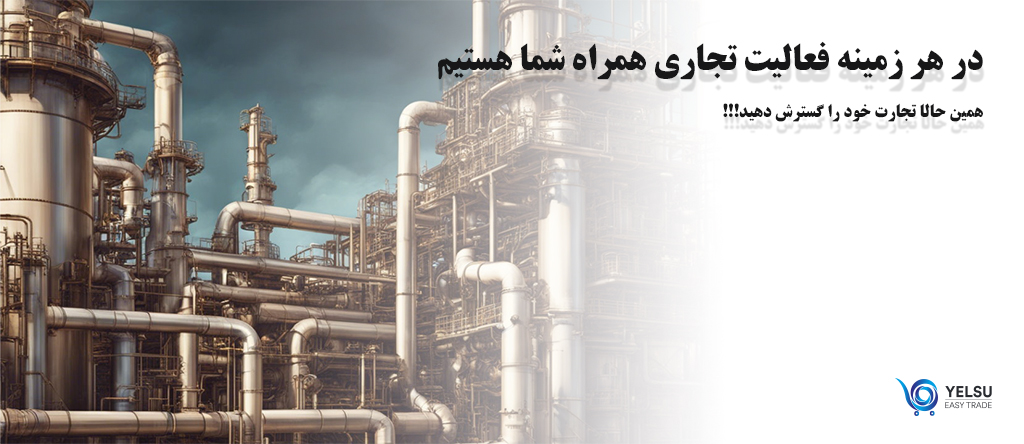 در هر زمینه فعالیت تجاری همراه شما هستیم
همین حالا تجارت خود را گسترش دهید!!!
YELSU
EASY TRADE